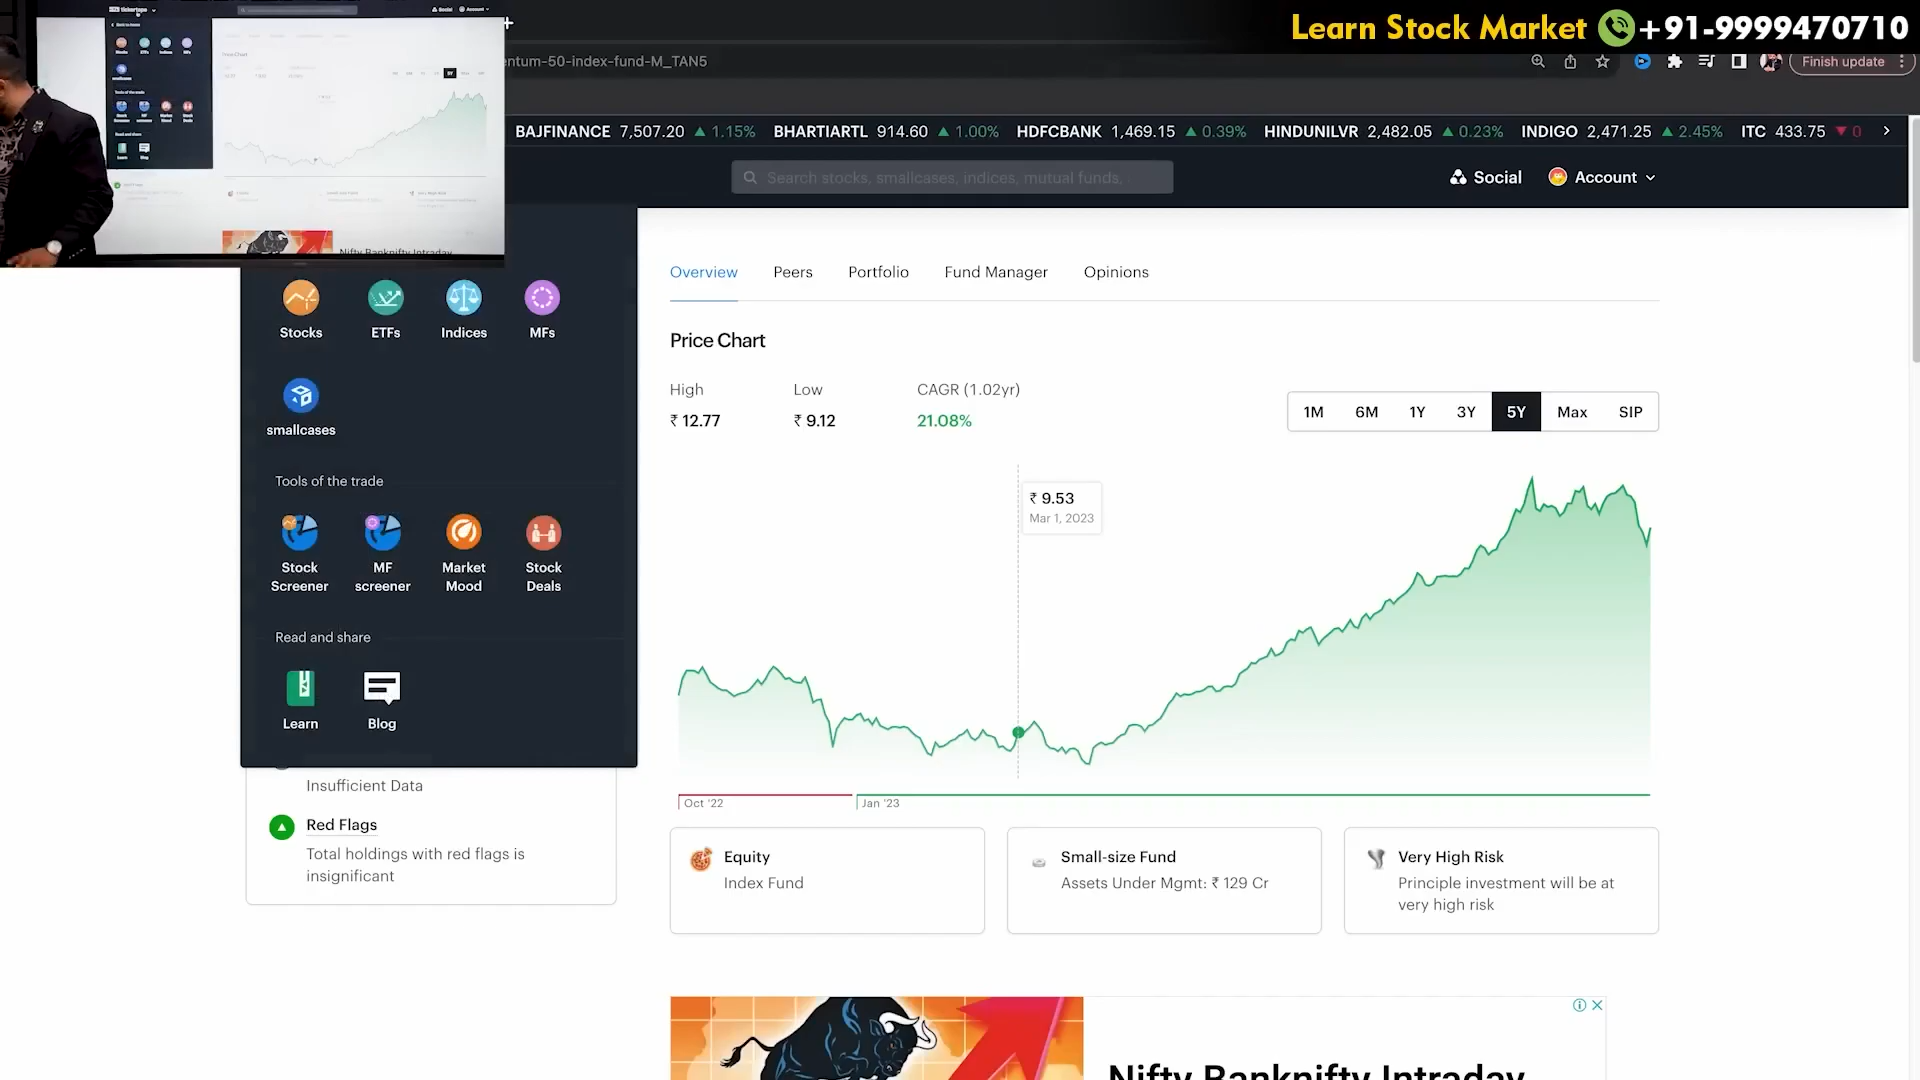 Learn Stock Market +91-9999470710
entum-50-index-fund-M_TAN5
Finish update
BAJFINANCE 7,507.20 ▲ 1.15% BHARTIARTL 914.60 ▲ 1.00% HDFCBANK 1,469.15 ▲ 0.39% HINDUNILVR 2,482.05 ▲ 0.23% INDIGO 2,471.25 ▲ 2.45% ITC 433.75 ▼ 0
Search stocks, smallcases, indices, mutual funds,
Social
Account
Stocks ETFs Indices MFs
smallcases
Tools of the trade
Stock Screener
MF screener
Market Mood
Stock Deals
Read and share
Learn Blog
Insufficient Data
Red Flags
Total holdings with red flags is
insignificant
Overview Peers Portfolio Fund Manager Opinions
Price Chart
High Low CAGR (1.02yr)
₹ 12.77 ₹ 9.12 21.08%
1M 6M 1Y 3Y 5Y Max SIP
₹ 9.53
Mar 1, 2023
Oct '22 Jan '23
Equity
Index Fund
Small-size Fund
Assets Under Mgmt: ₹ 129 Cr
Very High Risk
Principle investment will be at
very high risk
Nifty Banknifty Intraday